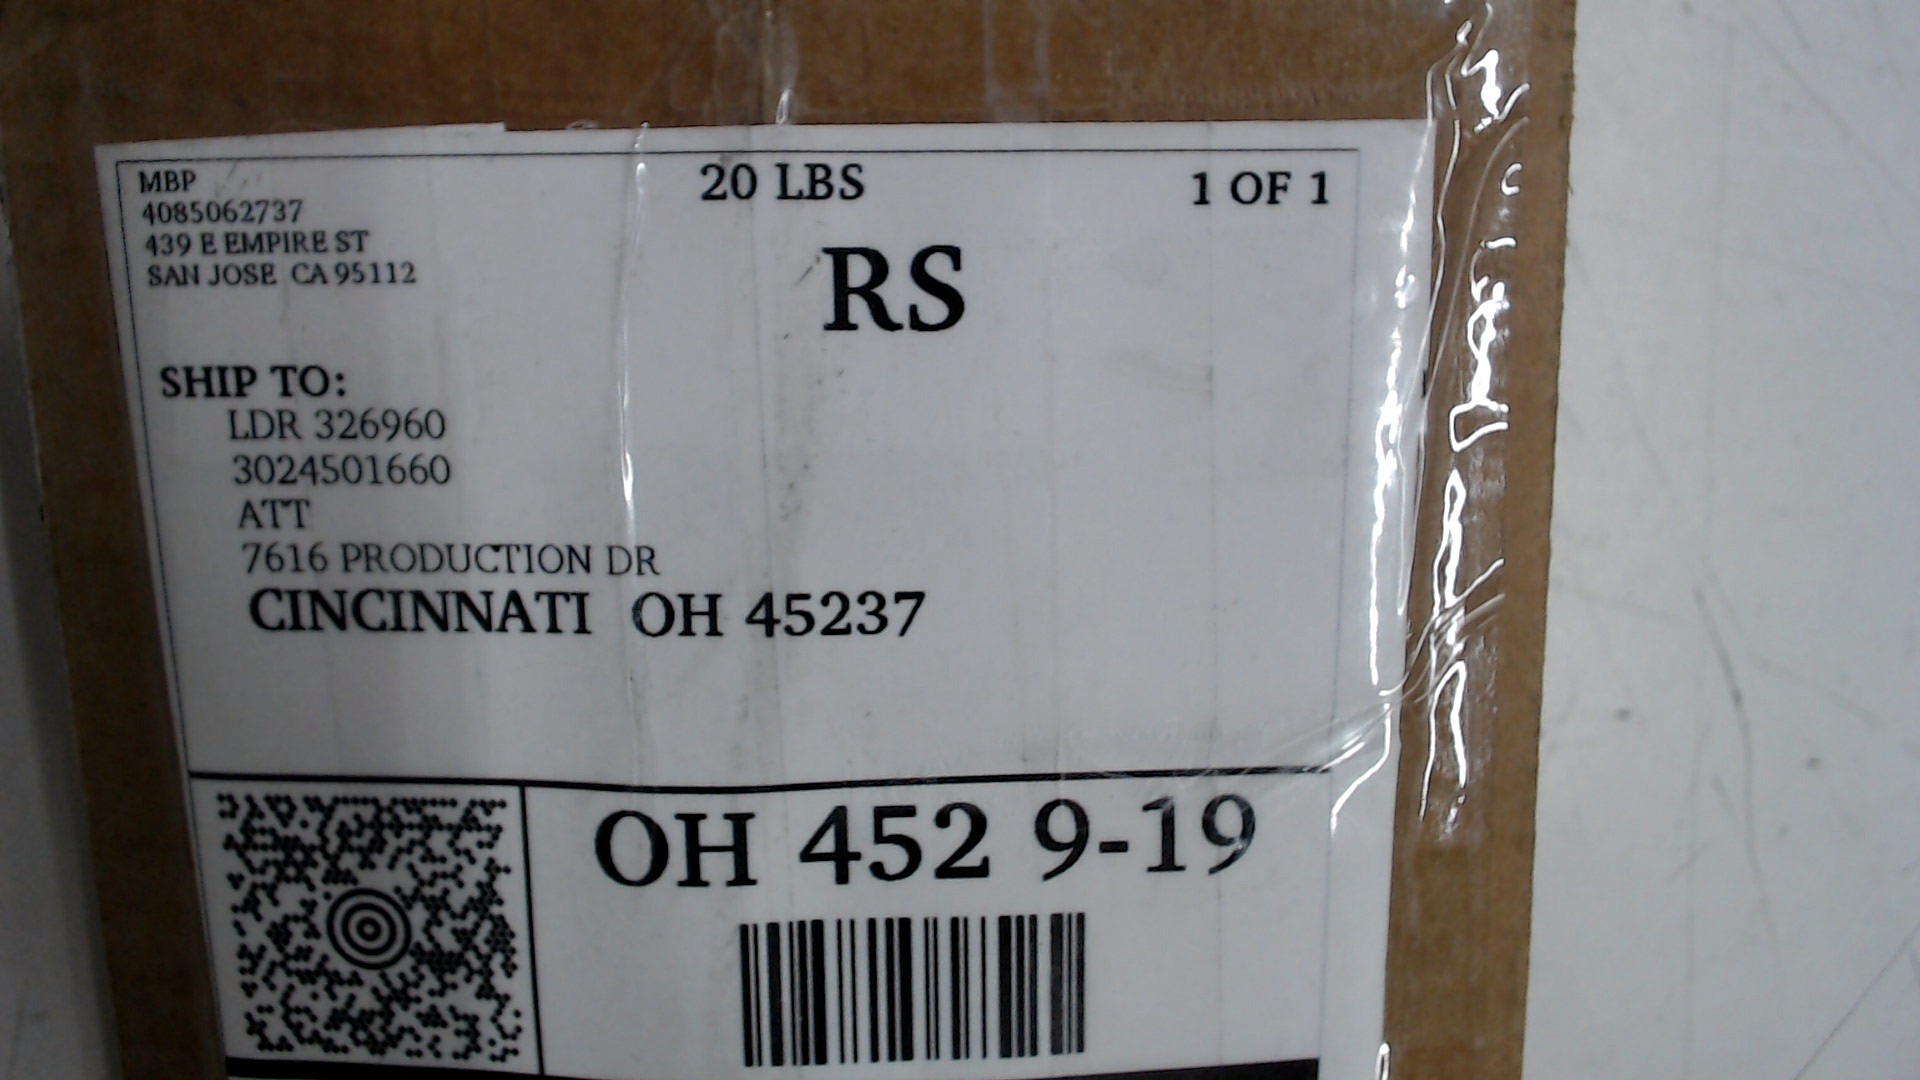 MBP
4085062737
439 E EMPIRE ST
SAN JOSE CA 95112
20 LBS
1 OF 1
RS
SHIP TO:
LDR 326960
3024501660
ATT
7616 PRODUCTION DR
CINCINNATI OH 45237
OH 452 9-19